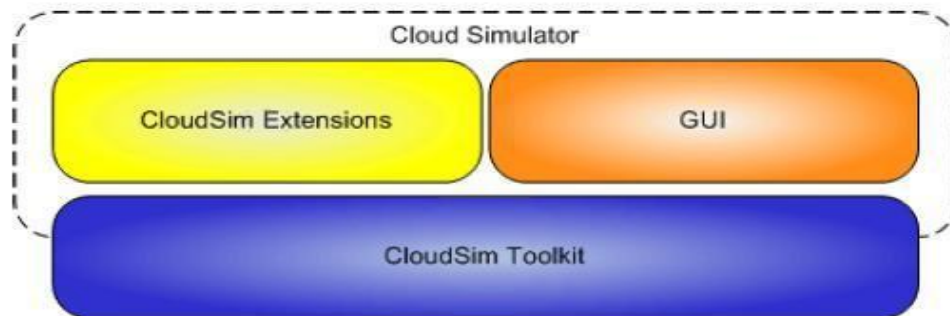 Cloud Simulator
CloudSim Extensions
GUI
CloudSim Toolkit